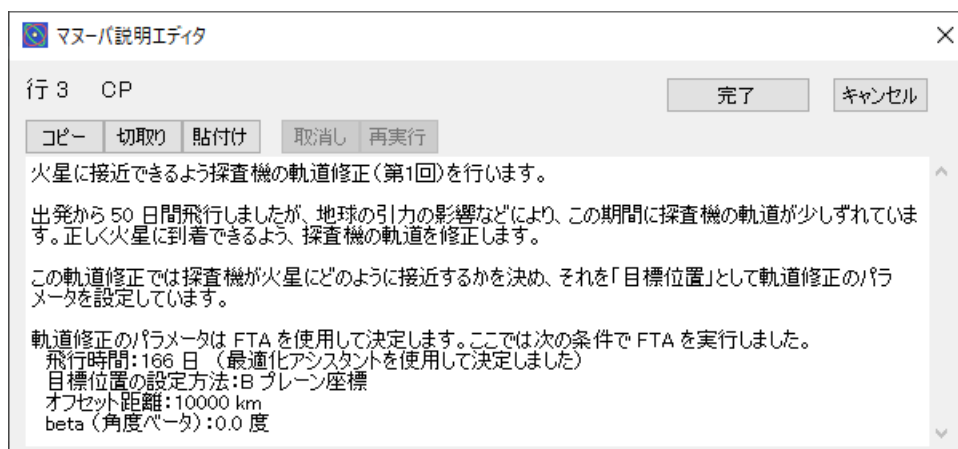 マヌーバ説明エディタ
行 3 CP
完了 キャンセル
コピー 切取り 貼付け 取消し 再実行
火星に接近できるよう探査機の軌道修正(第1回)を行います。
出発から 50 日間飛行しましたが、地球の引力の影響などにより、この期間に探査機の軌道が少しずれていま
す。正しく火星に到着できるよう、探査機の軌道を修正します。
この軌道修正では探査機が火星にどのように接近するかを決め、それを「目標位置」として軌道修正のパラ
メータを設定しています。
軌道修正のパラメータは FTA を使用して決定します。ここでは次の条件で FTA を実行しました。
飛行時間:166 日 (最適化アシスタントを使用して決定しました)
目標位置の設定方法:B プレーン座標
オフセット距離:10000 km
beta (角度ベータ):0.0 度